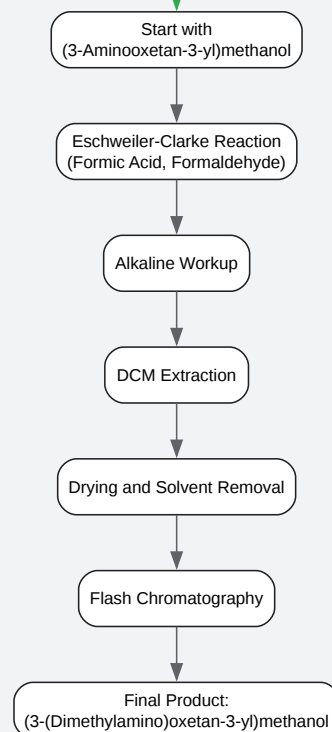 Start with
(3-Aminooxetan-3-yl)methanol
Eschweiler-Clarke Reaction
(Formic Acid, Formaldehyde)
Alkaline Workup
DCM Extraction
Drying and Solvent Removal
Flash Chromatography
Final Product:
(3-(Dimethylamino)oxetan-3-yl)methanol